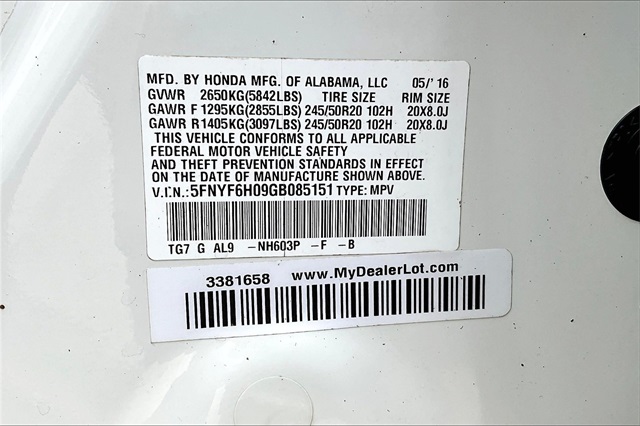 MFD. BY HONDA MFG. OF ALABAMA, LLC 05/'16
GVWR 2650KG(5842LBS) TIRE SIZE RIM SIZE
GAWR F 1295KG(2855LBS) 245/50R20 102H 20X8.0J
GAWR R1405KG(3097LBS) 245/50R20 102H 20X8.0J
THIS VEHICLE CONFORMS TO ALL APPLICABLE
FEDERAL MOTOR VEHICLE SAFETY
AND THEFT PREVENTION STANDARDS IN EFFECT
ON THE DATE OF MANUFACTURE SHOWN ABOVE.
V.I.N.: 5FNYF6H09GB085151 TYPE: MPV
TG7 G AL9 -NH603P -F -B
3381658 www.MyDealerLot.com